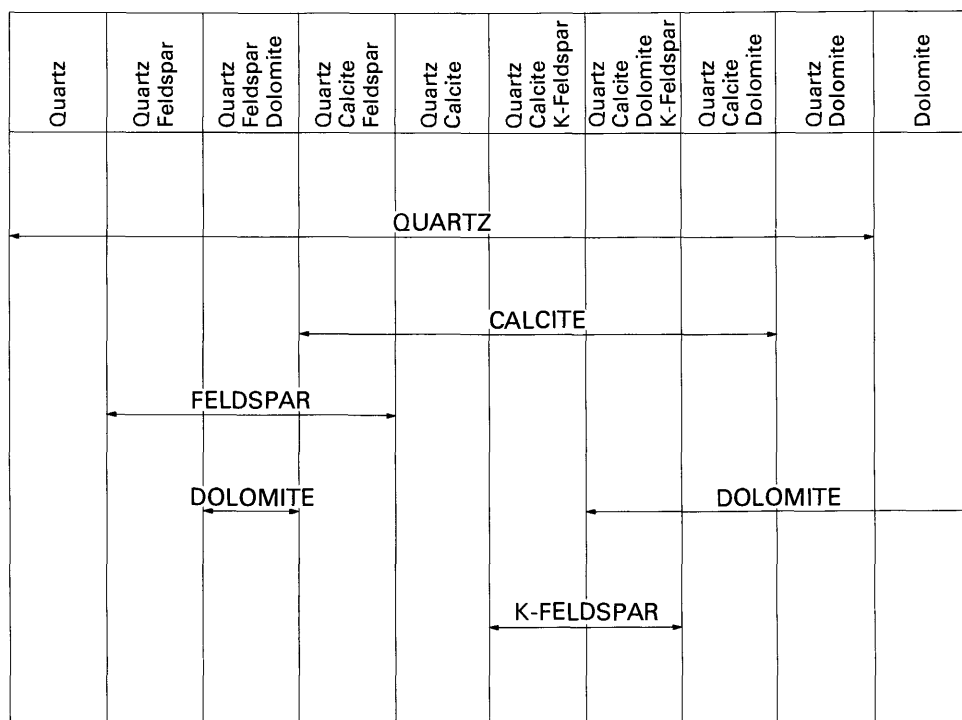 Quartz
Quartz
Feldspar
Quartz
Feldspar
Dolomite
Quartz
Calcite
Feldspar
Quartz
Calcite
Quartz
Calcite
K-Feldspar
Quartz
Calcite
Dolomite
K-Feldspar
Quartz
Calcite
Dolomite
Quartz
Dolomite
Dolomite
QUARTZ
CALCITE
FELDSPAR
DOLOMITE
DOLOMITE
K-FELDSPAR